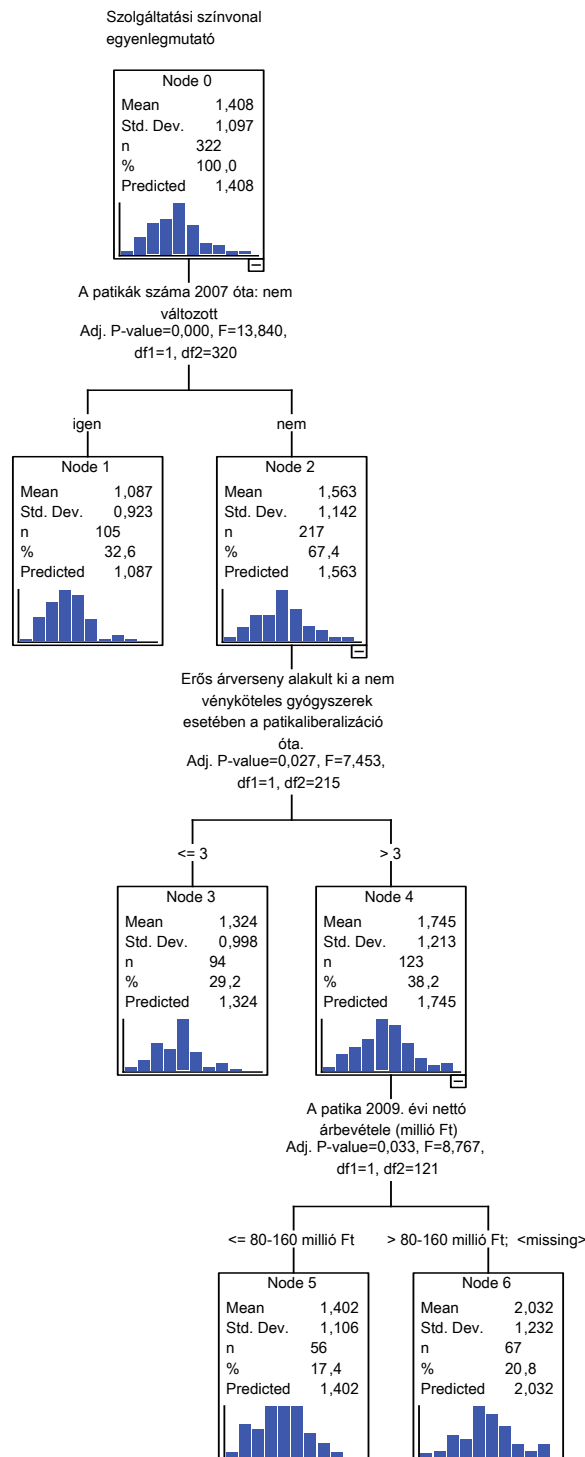 Szolgáltatási színvonal
egyenlegmutató
Node 0
Mean 1,408
Std. Dev. 1,097
n 322
% 100,0
Predicted 1,408
A patikák száma 2007 óta: nem
változott
Adj. P-value=0,000, F=13,840,
df1=1, df2=320
igen nem
Node 1
Mean 1,087
Std. Dev. 0,923
n 105
% 32,6
Predicted 1,087
Node 2
Mean 1,563
Std. Dev. 1,142
n 217
% 67,4
Predicted 1,563
Erős árverseny alakult ki a nem
vényköteles gyógyszerek
esetében a patikaliberalizáció
óta.
Adj. P-value=0,027, F=7,453,
df1=1, df2=215
<= 3 > 3
Node 3
Mean 1,324
Std. Dev. 0,998
n 94
% 29,2
Predicted 1,324
Node 4
Mean 1,745
Std. Dev. 1,213
n 123
% 38,2
Predicted 1,745
A patika 2009. évi nettó
árbevétele (millió Ft)
Adj. P-value=0,033, F=8,767,
df1=1, df2=121
<= 80-160 millió Ft > 80-160 millió Ft; <missing>
Node 5
Mean 1,402
Std. Dev. 1,106
n 56
% 17,4
Predicted 1,402
Node 6
Mean 2,032
Std. Dev. 1,232
n 67
% 20,8
Predicted 2,032